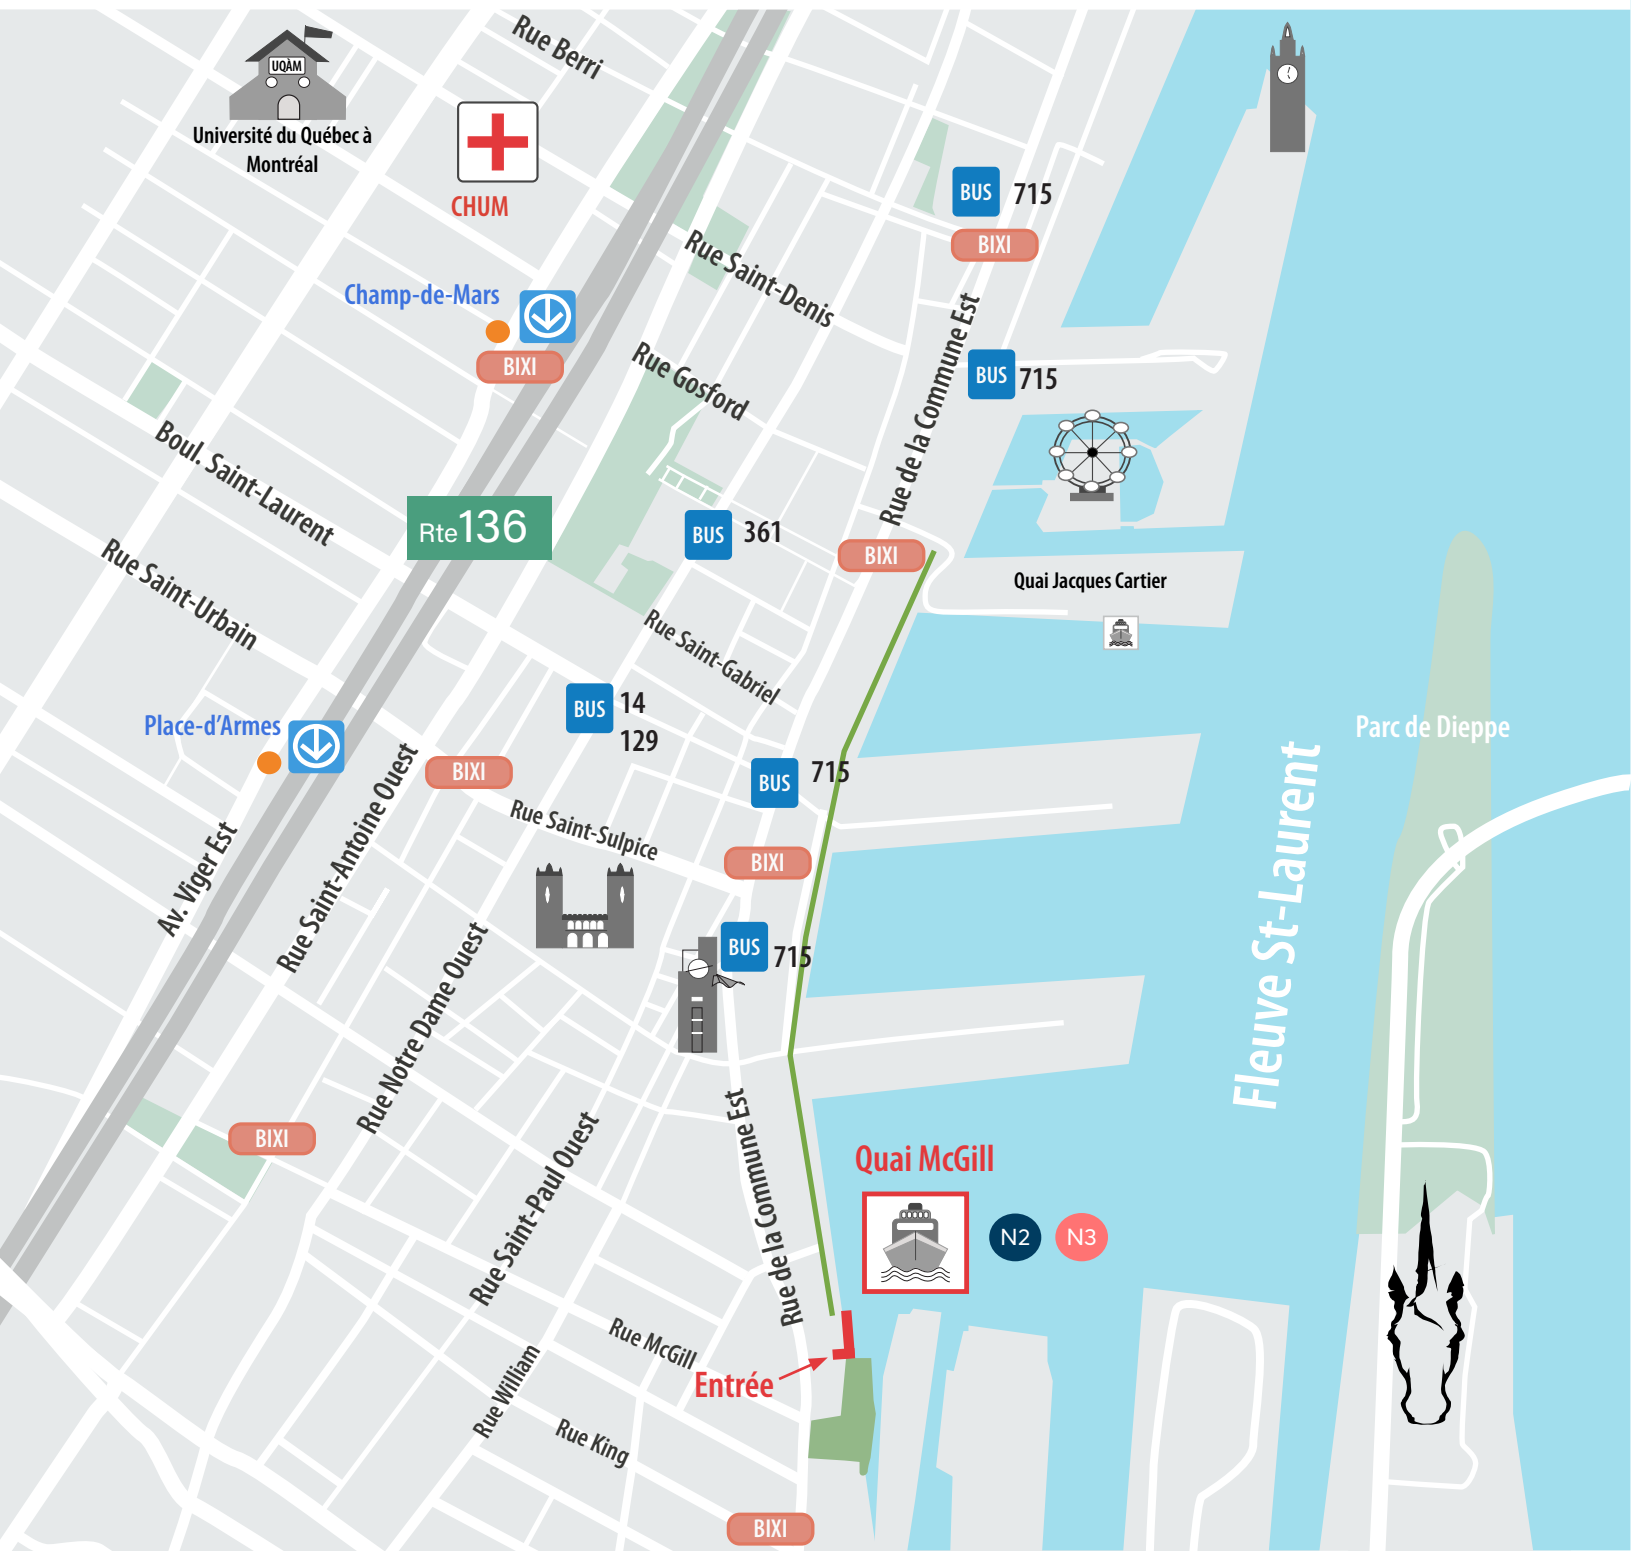 Rue Berri
UQÀM
Université du Québec à
Montréal
CHUM
BUS 715
BIXI
Rue Saint-Denis
Champ-de-Mars
BIXI
Rue Gosford
Rue de la Commune Est
BUS 715
Boul. Saint-Laurent
Rte 136
BUS 361
BIXI
Rue Saint-Urbain
Quai Jacques Cartier
Rue Saint-Gabriel
BUS 14
129
Place-d'Armes
Parc de Dieppe
BIXI
BUS 715
Rue Saint-Sulpice
BIXI
Av. Viger Est
Rue Saint-Antoine Ouest
Fleuve St-Laurent
BUS 715
Rue Notre Dame Ouest
BIXI
Rue Saint-Paul Ouest
Rue de la Commune Est
Quai McGill
N2
N3
Rue McGill
Entrée
Rue William
Rue King
BIXI